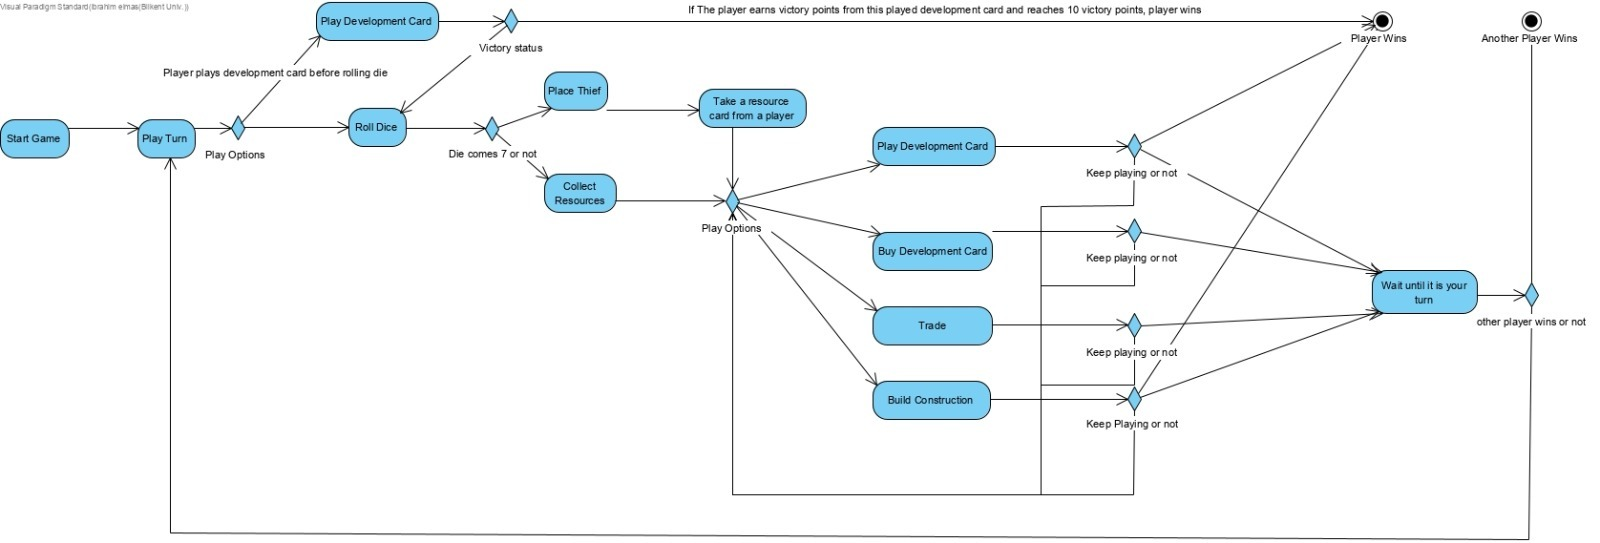 Visual Paradigm Standard(ibrahim elmas(Bilkent Univ.))
If The player earns victory points from this played development card and reaches 10 victory points, player wins
Play Development Card
Victory status
Player Wins
Another Player Wins
Player plays development card before rolling die
Place Thief
Take a resource
card from a player
Start Game
Play Turn
Play Options
Roll Dice
Die comes 7 or not
Collect
Resources
Play Options
Play Development Card
Keep playing or not
Buy Development Card
Keep playing or not
Wait until it is your
turn
other player wins or not
Trade
Keep playing or not
Build Construction
Keep Playing or not